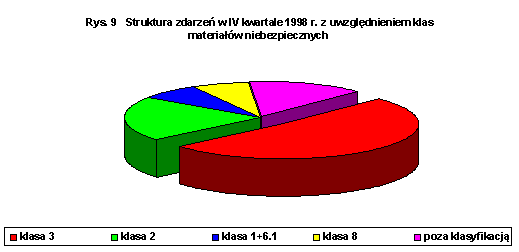 Rys. 9 Struktura zdarzeń w IV kwartale 1998 r. z uwzględnieniem klas
materiałów niebezpiecznych
klasa 3 klasa 2 klasa 1+6.1 klasa 8 poza klasyfikacją